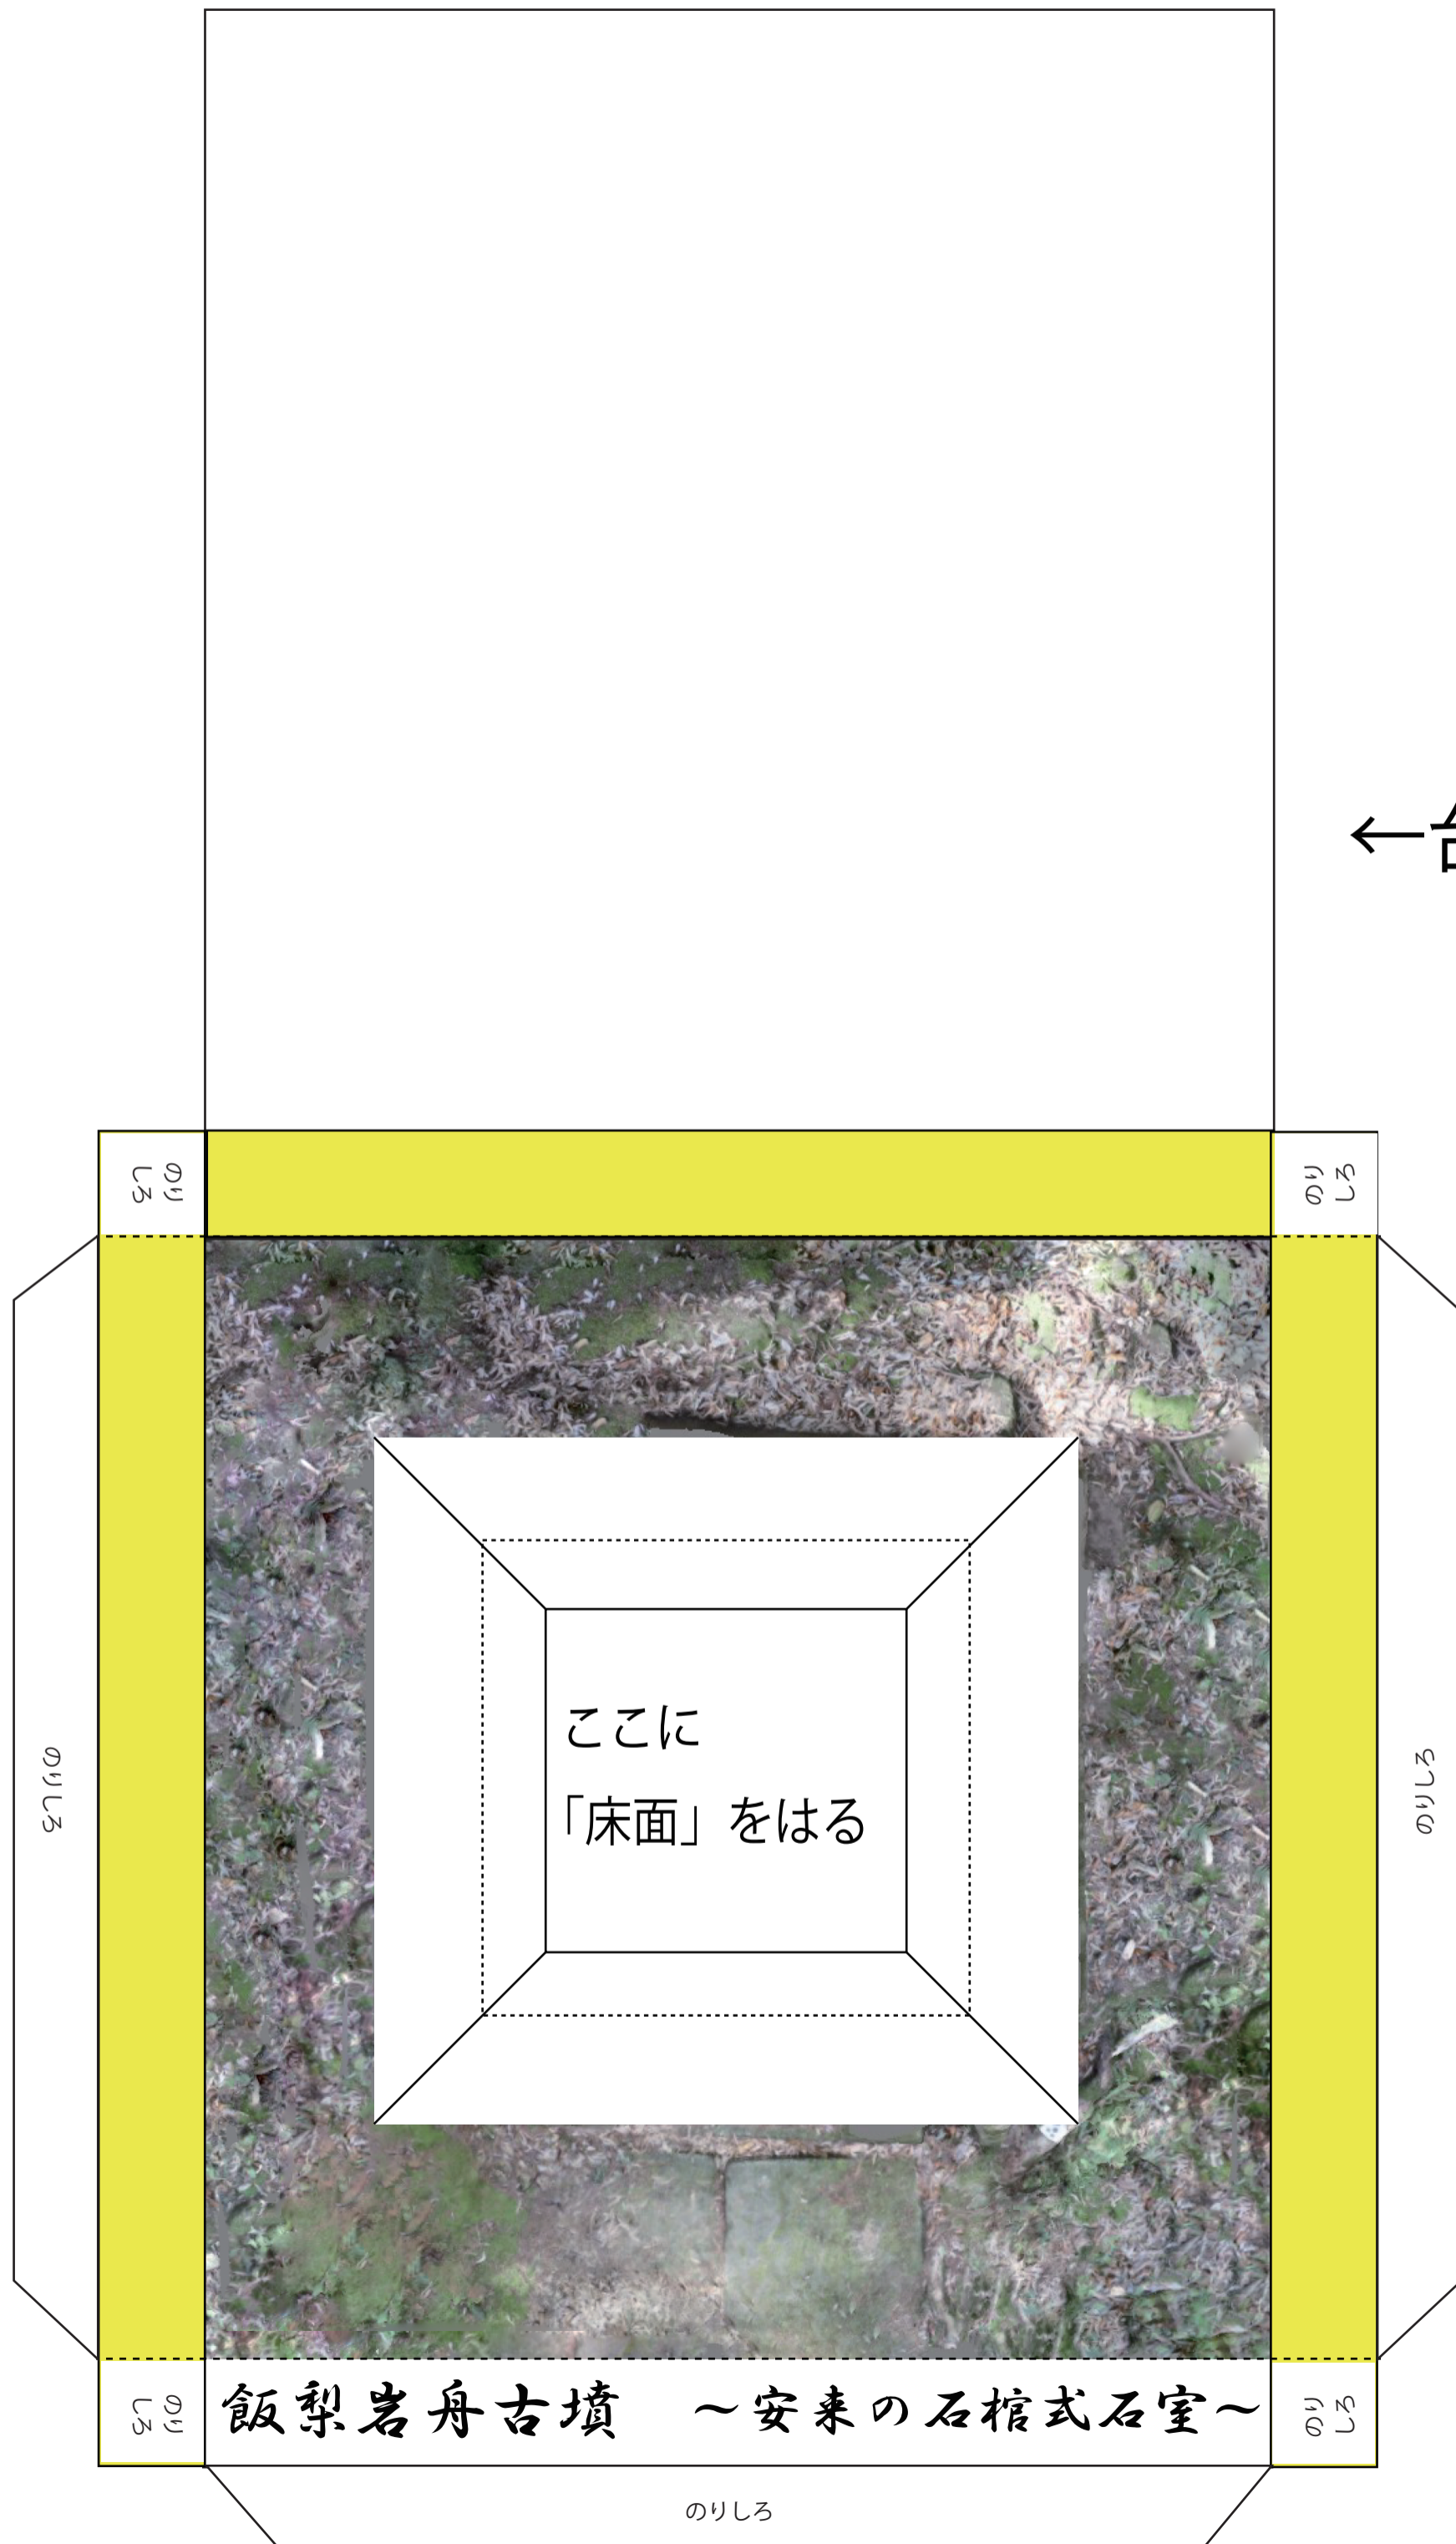 ←台
のり
しろ
のり
しろ
ここに
「床面」をはる
のりしろ
のりしろ
のり
しろ
飯梨岩舟古墳　～安来の石棺式石室～
のり
しろ
のりしろ